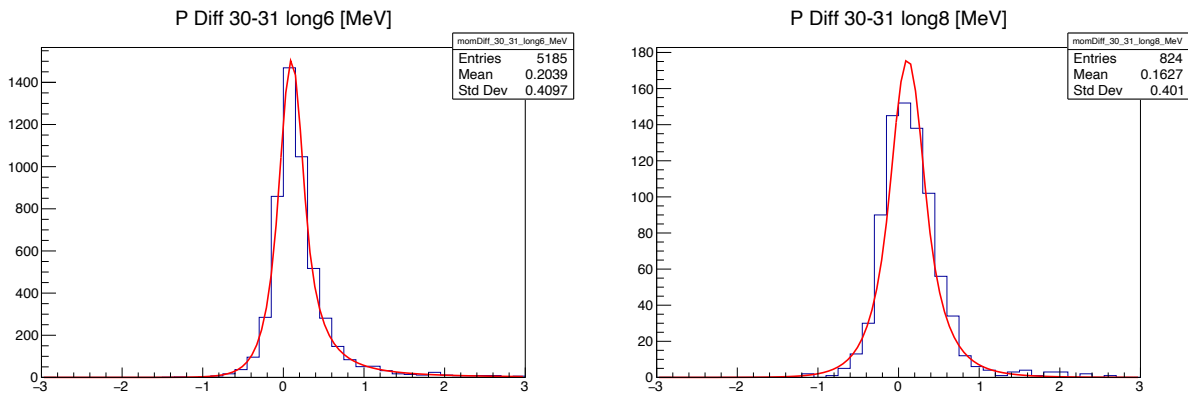 P Diff 30-31 long6 [MeV]
momDiff_30_31_long6_MeV
Entries 5185
Mean 0.2039
Std Dev 0.4097
1400
1200
1000
800
600
400
200
0
−3 −2 −1 0 1 2 3
P Diff 30-31 long8 [MeV]
momDiff_30_31_long8_MeV
Entries 824
Mean 0.1627
Std Dev 0.401
180
160
140
120
100
80
60
40
20
0
−3 −2 −1 0 1 2 3